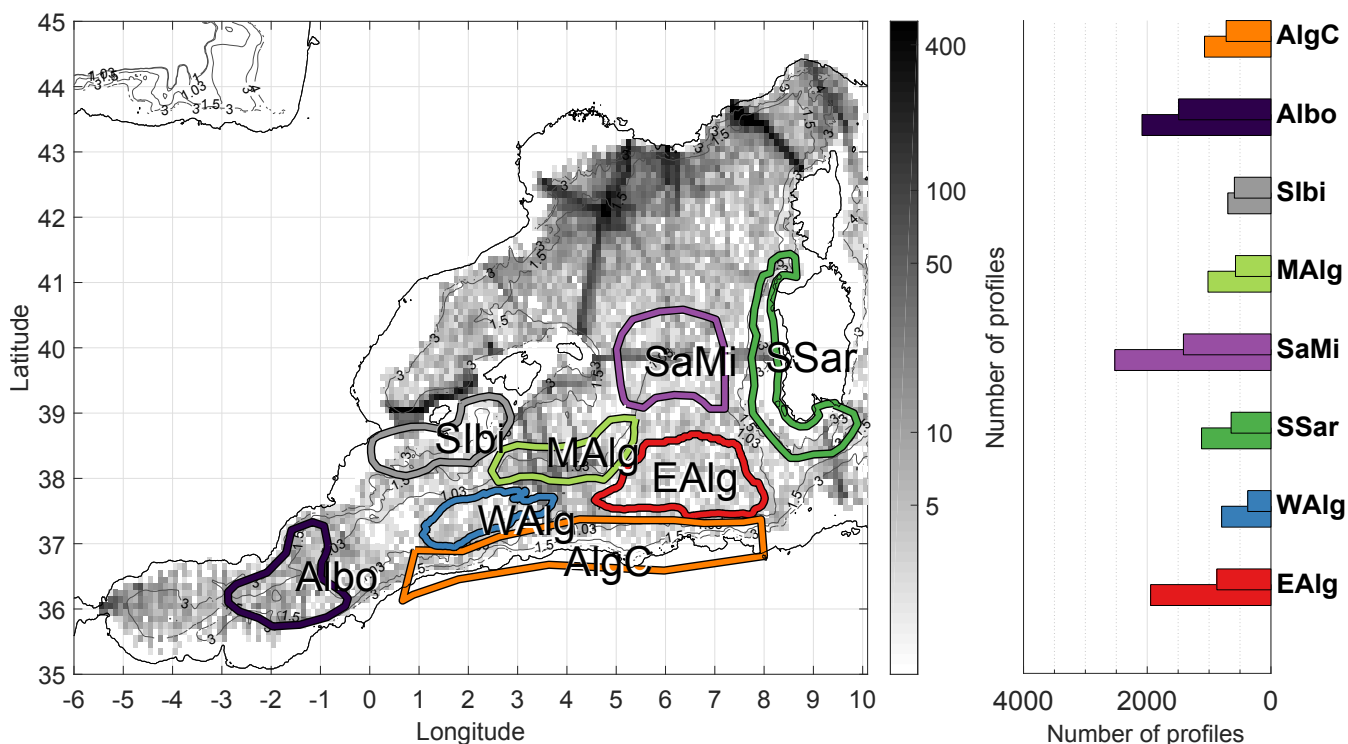 45
44
43
42
41
40
39
38
37
36
35
Latitude
-6 -5 -4 -3 -2 -1 0 1 2 3 4 5 6 7 8 9 10
Longitude
SaMi
SSar
SIbi
MAlg
EAlg
WAlg
Albo
AlgC
400
100
50
10
5
Number of profiles
AlgC
Albo
SIbi
MAlg
SaMi
SSar
WAlg
EAlg
4000 2000 0
Number of profiles